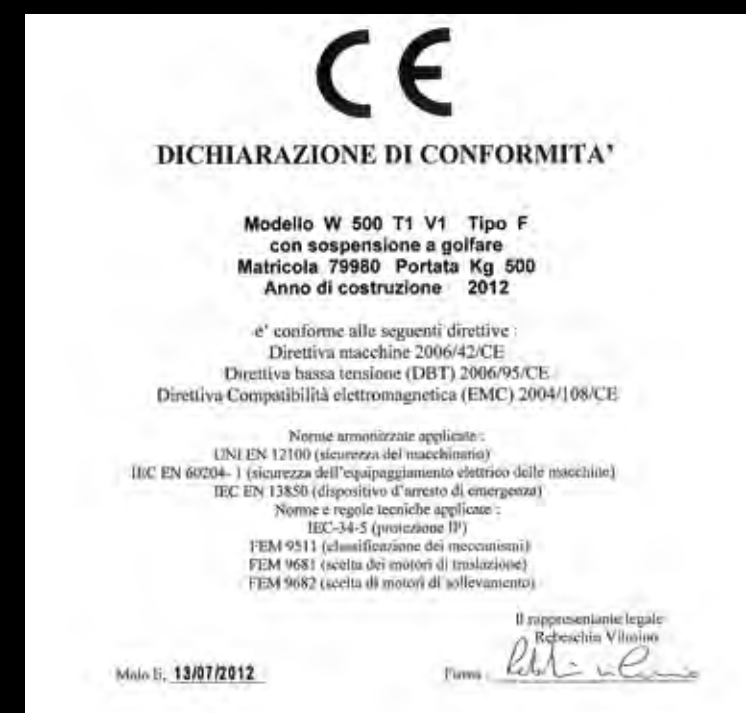 CE
DICHIARAZIONE DI CONFORMITA'
Modello W 500 T1 V1 Tipo F
con sospensione a golfare
Matricola 79980 Portata Kg 500
Anno di costruzione 2012
e' conforme alle seguenti direttive :
Direttiva macchine 2006/42/CE
Direttiva bassa tensione (DBT) 2006/95/CE
Direttiva Compatibilità elettromagnetica (EMC) 2004/108/CE
Norme armonizzate applicate :
UNI EN 12100 (sicurezza del macchinario)
IEC EN 60204- 1 (sicurezza dell'equipaggiamento elettrico delle macchine)
IEC EN 13850 (dispositivo d'arresto di emergenza)
Norme e regole tecniche applicate :
IEC-34-5 (protezione IP)
FEM 9511 (classificazione dei meccanismi)
FEM 9681 (scelta dei motori di traslazione)
FEM 9682 (scelta di motori di sollevamento)
Il rappresentante legale
Rebeschin Vilmino
Malo lì, 13/07/2012
Firma :